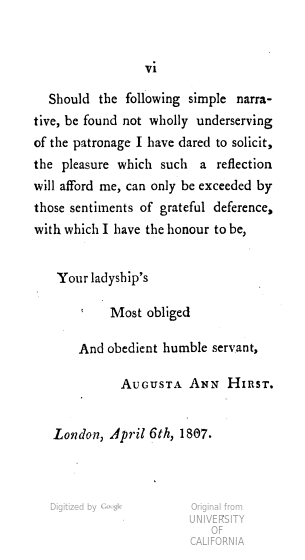 vi
Should the following simple narra-
tive, be found not wholly underserving
of the patronage I have dared to solicit,
the pleasure which such a reflection
will afford me, can only be exceeded by
those sentiments of grateful deference,
with which I have the honour to be,
Your ladyship's
Most obliged
And obedient humble servant,
AUGUSTA ANN HIRST.
London, April 6th, 1807.
Digitized by Google
Original from
UNIVERSITY
OF
CALIFORNIA